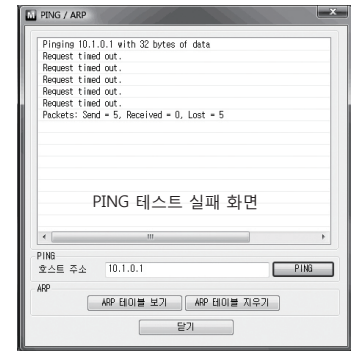 PING / ARP
Pinging 10.1.0.1 with 32 bytes of data
Request timed out.
Request timed out.
Request timed out.
Request timed out.
Request timed out.
Packets: Send = 5, Received = 0, Lost = 5
PING 테스트 실패 화면
PING
호스트 주소 10.1.0.1 PING
ARP
ARP 테이블 보기 ARP 테이블 지우기
닫기